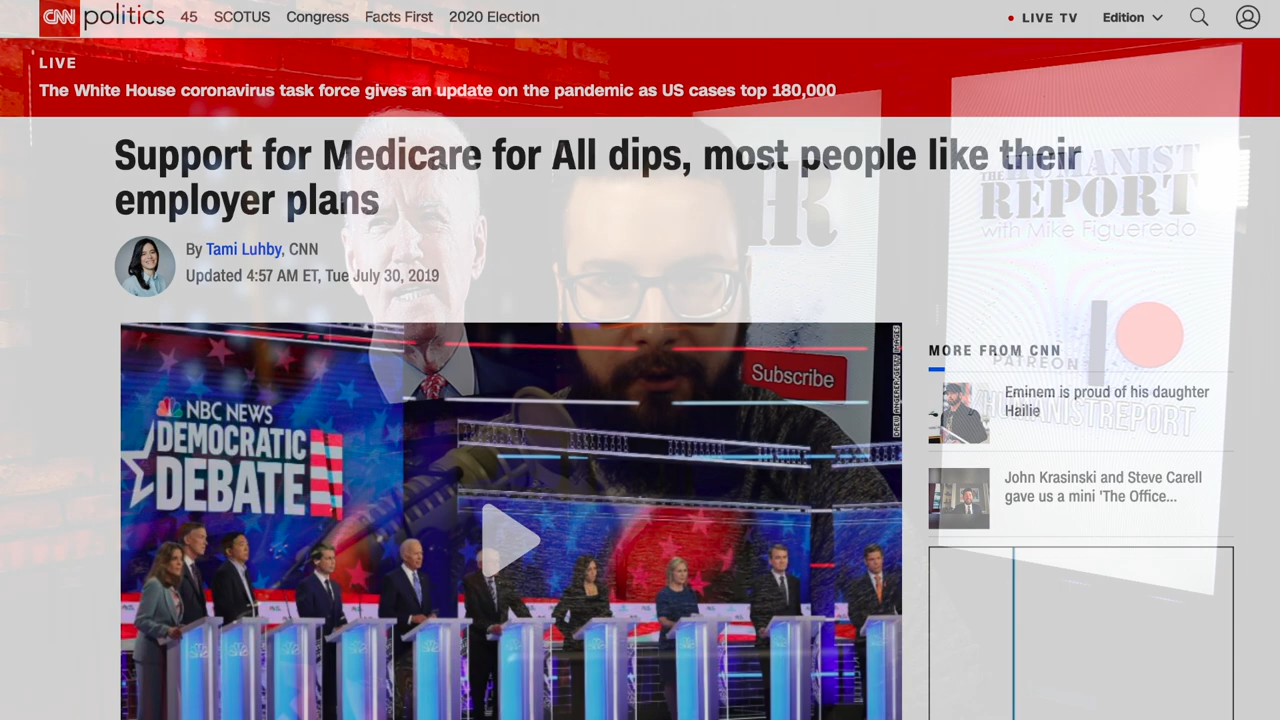 CNN politics 45 SCOTUS Congress Facts First 2020 Election LIVE TV Edition
LIVE
The White House coronavirus task force gives an update on the pandemic as US cases top 180,000
Support for Medicare for All dips, most people like their
employer plans
By Tami Luhby, CNN
Updated 4:57 AM ET, Tue July 30, 2019
HR
THE HUMANIST
REPORT
with Mike Figueredo
Subscribe
NBC NEWS
DEMOCRATIC
DEBATE
MORE FROM CNN
PATREON
Eminem is proud of his daughter
Hailie
HUMANISTREPORT
John Krasinski and Steve Carell
gave us a mini 'The Office...